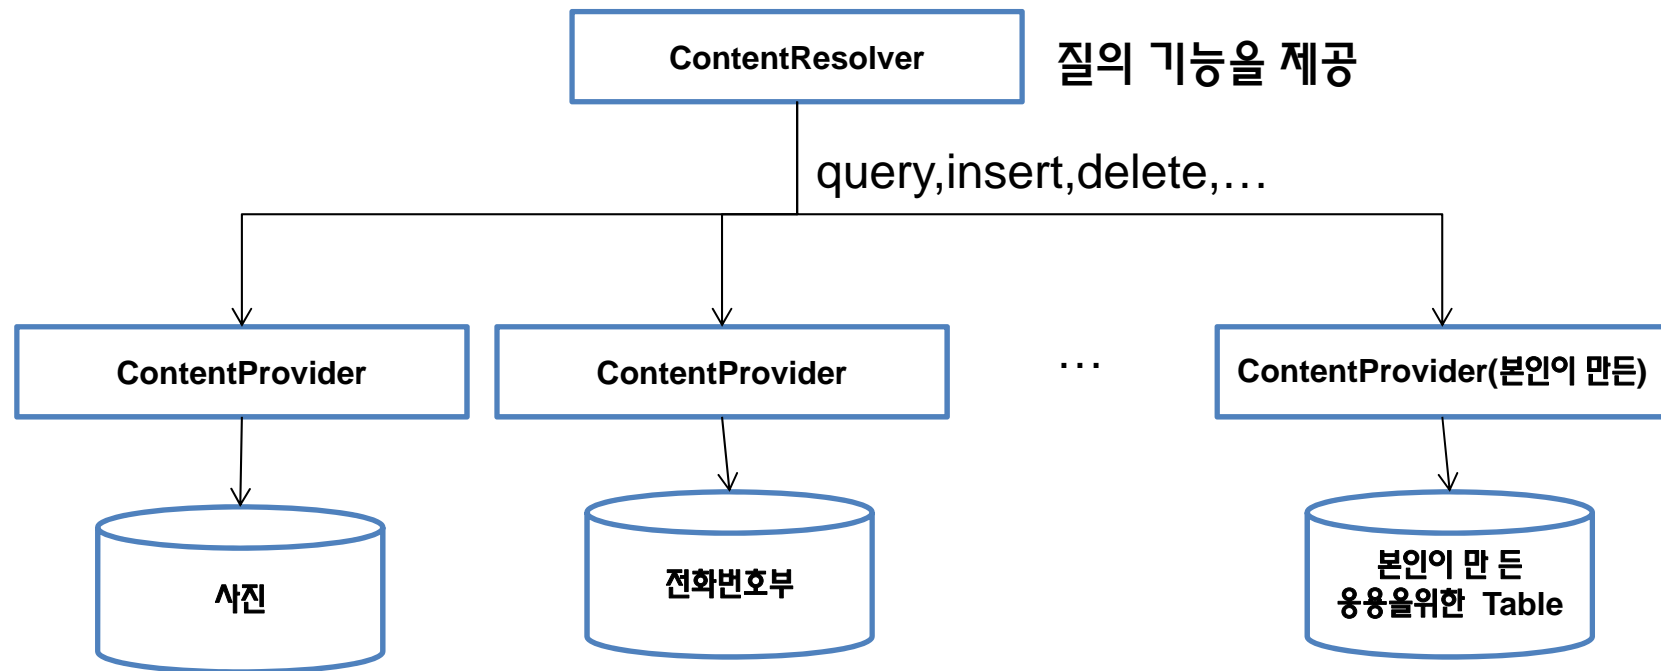 ContentResolver
질의 기능을 제공
query,insert,delete,...
ContentProvider
ContentProvider
...
ContentProvider(본인이 만든)
사진
전화번호부
본인이 만 든
응용을위한 Table